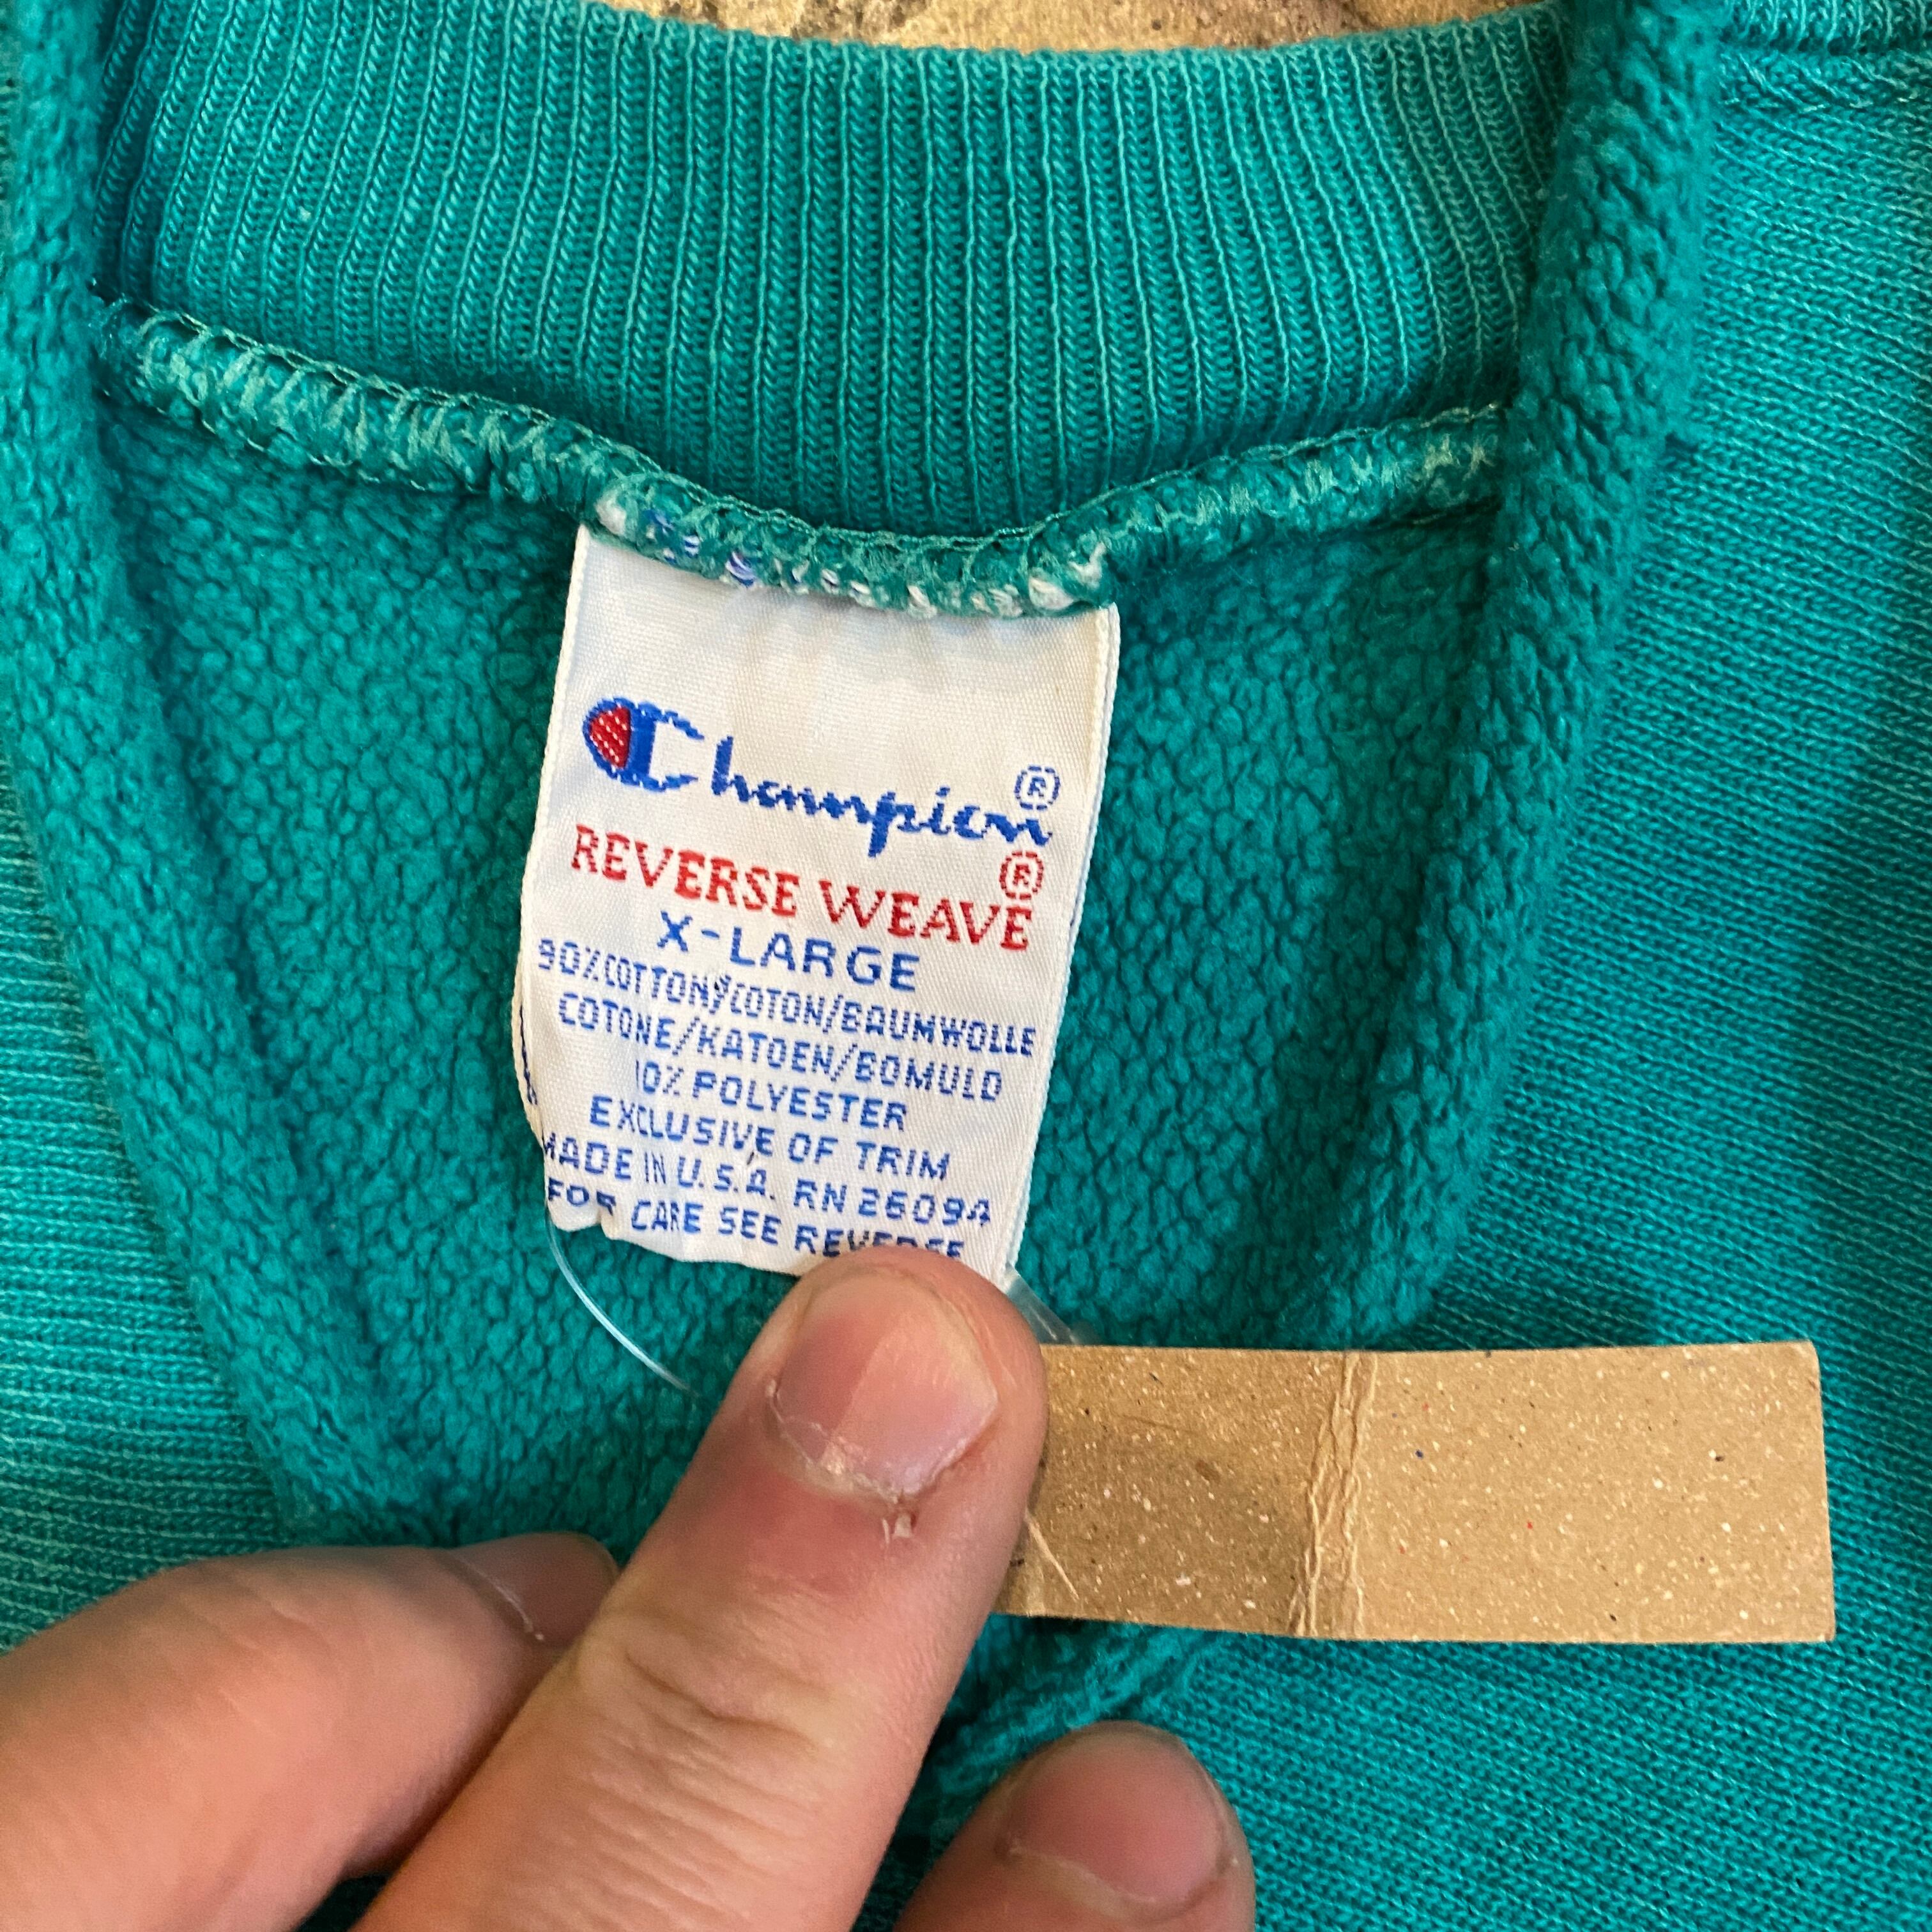 Champion®
REVERSE WEAVE®
X-LARGE
90%COTTON/COTON/BAUMWOLLE
COTONE/KATOEN/BOMULD
10% POLYESTER
EXCLUSIVE OF TRIM
MADE IN U.S.A. RN 26094
FOR CARE SEE REVERSE